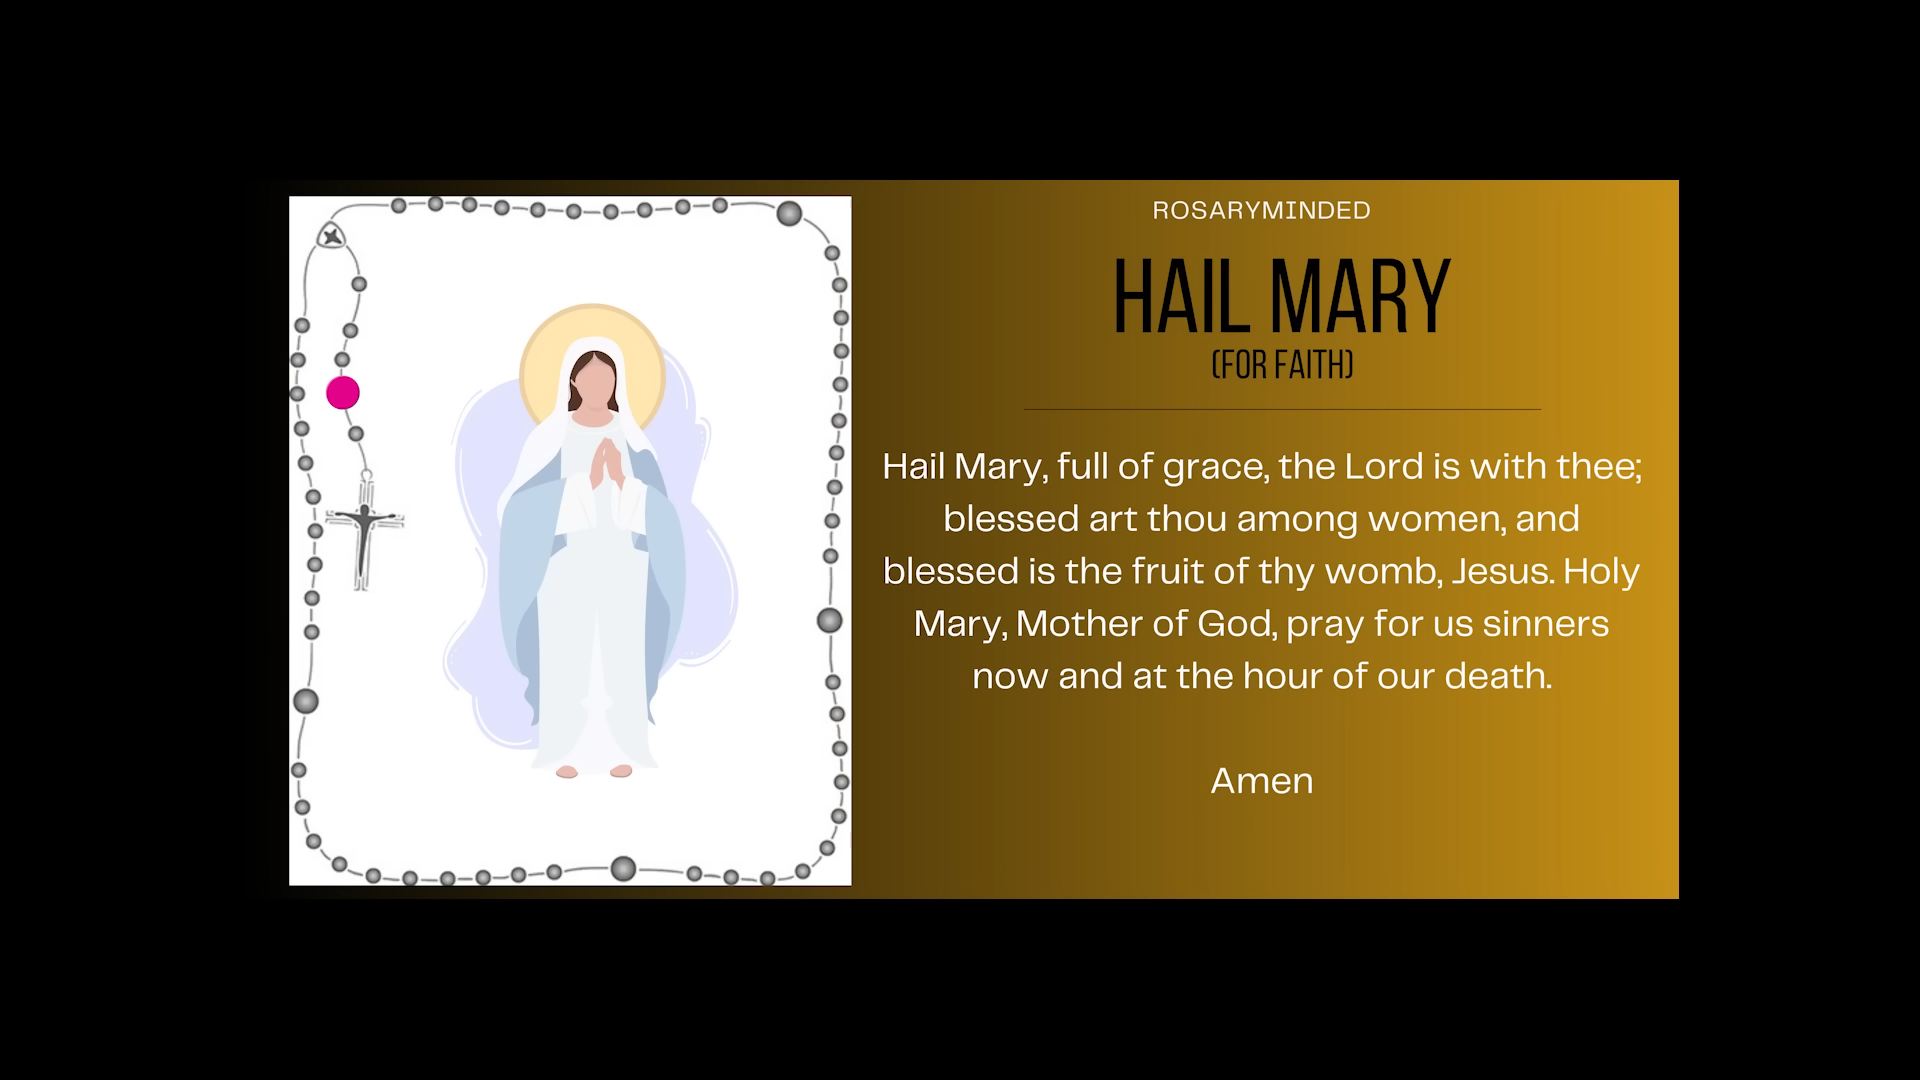 ROSARYMINDED
HAIL MARY
(FOR FAITH)
Hail Mary, full of grace, the Lord is with thee;
blessed art thou among women, and
blessed is the fruit of thy womb, Jesus. Holy
Mary, Mother of God, pray for us sinners
now and at the hour of our death.
Amen